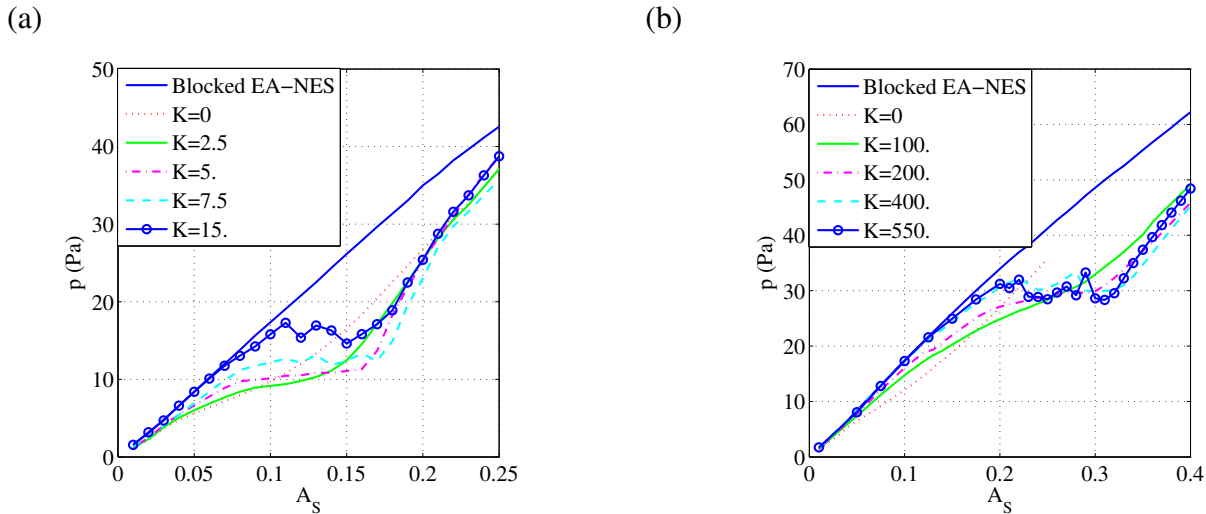 (a)
50
40
30
20
10
0
p (Pa)
Blocked EA−NES
K=0
K=2.5
K=5.
K=7.5
K=15.
0
0.05
0.1
0.15
0.2
0.25
A_S
(b)
70
60
50
40
30
20
10
0
p (Pa)
Blocked EA−NES
K=0
K=100.
K=200.
K=400.
K=550.
0
0.1
0.2
0.3
0.4
A_S